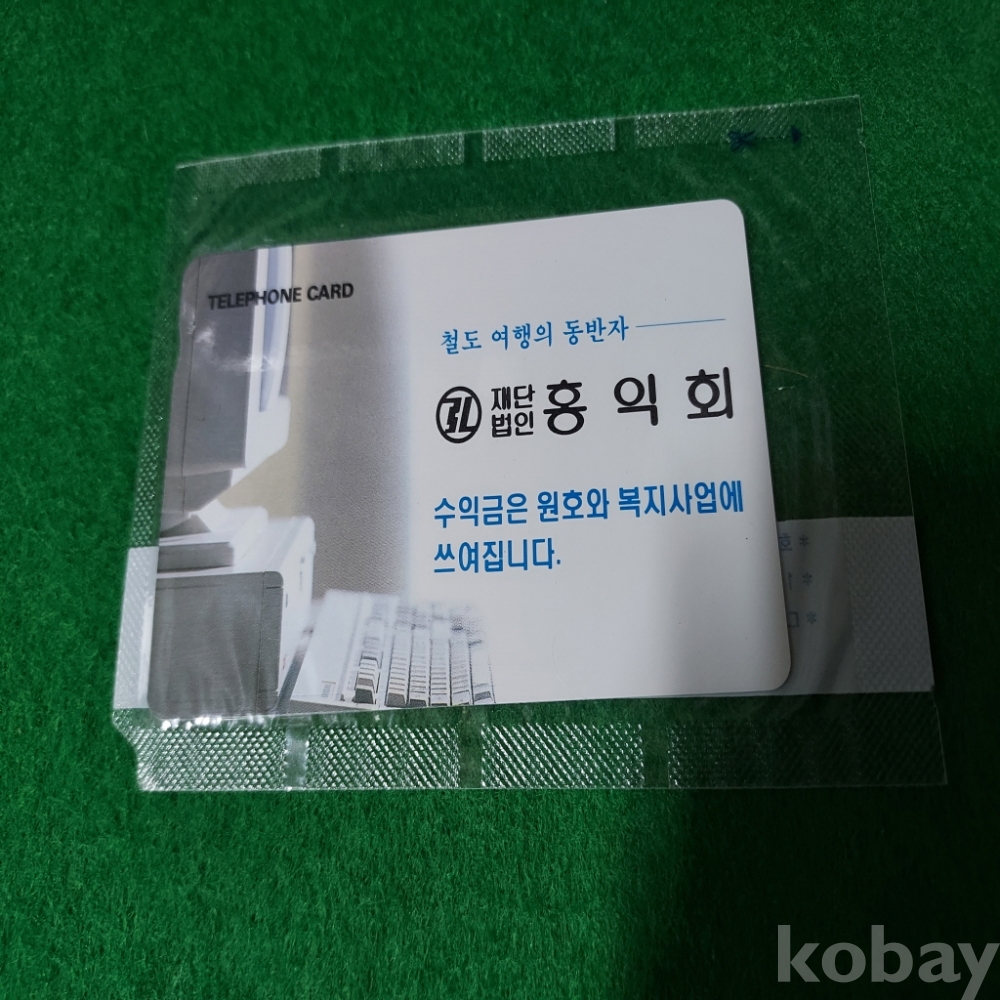 TELEPHONE CARD
철도 여행의 동반자
재단
법인 홍익회
수익금은 원호와 복지사업에
쓰여집니다.
kobay